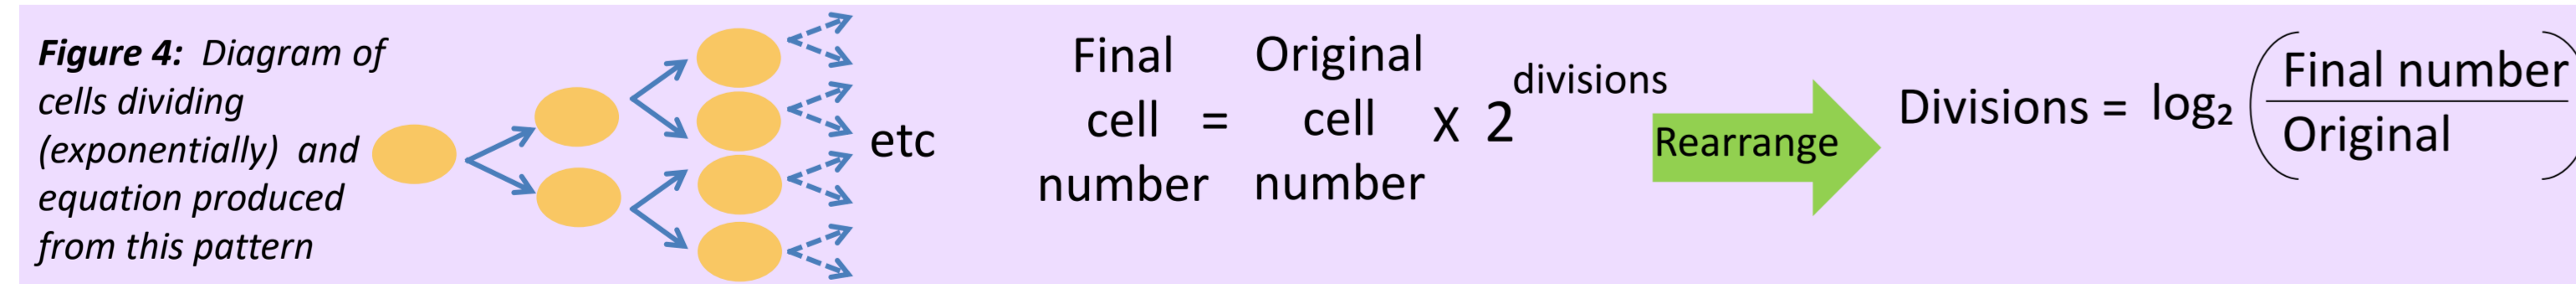 Figure 4: Diagram of
cells dividing
(exponentially) and
equation produced
from this pattern
etc
Final
cell
number
=
Original
cell
number
X 2
divisions
Rearrange
Divisions = log₂
Final number
Original